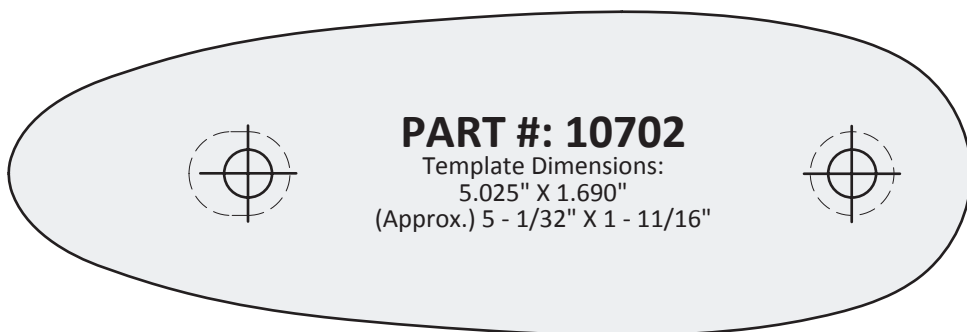 PART #: 10702
Template Dimensions:
5.025" X 1.690"
(Approx.) 5 - 1/32" X 1 - 11/16"